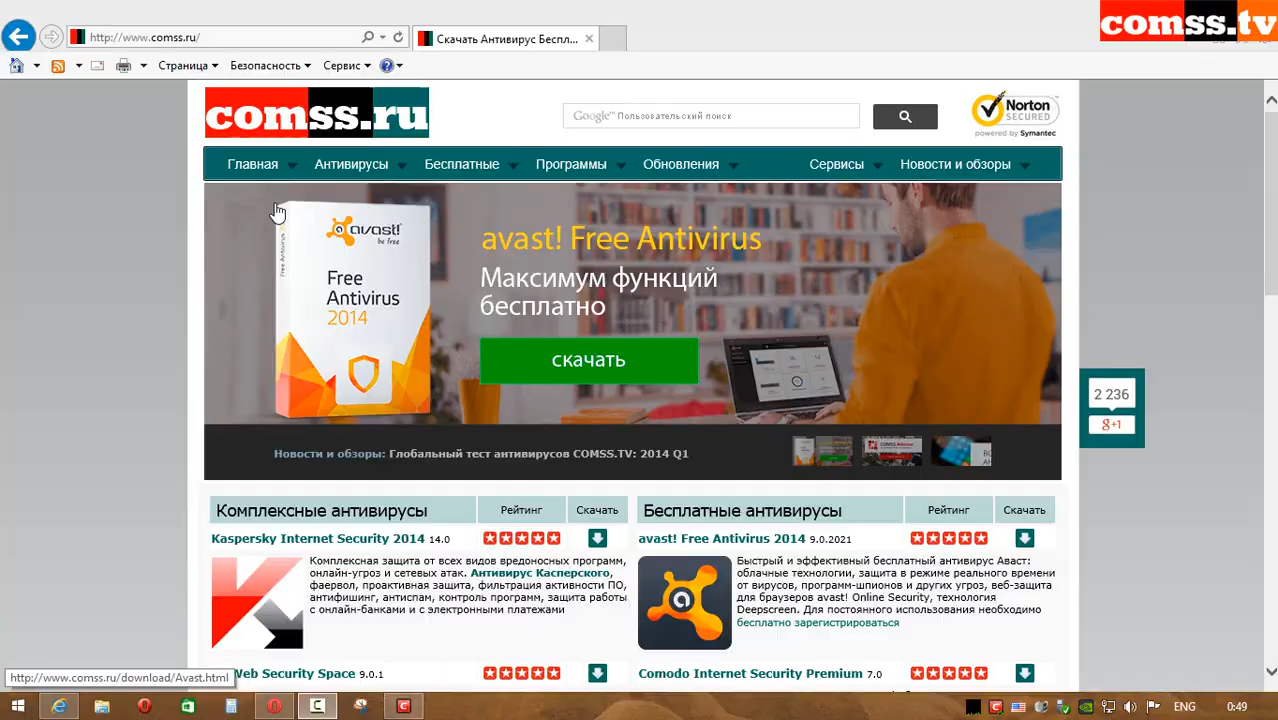 comss.tv
http://www.comss.ru/
Скачать Антивирус Беспл...
Страница
Безопасность
Сервис
comss.ru
Google™ Пользовательский поиск
Norton
SECURED
powered by Symantec
Главная
Антивирусы
Бесплатные
Программы
Обновления
Сервисы
Новости и обзоры
avast!
be free
Free Antivirus
Free
Antivirus
2014
avast! Free Antivirus
Максимум функций
бесплатно
скачать
2 236
g+1
Новости и обзоры: Глобальный тест антивирусов COMSS.TV: 2014 Q1
Комплексные антивирусы
Рейтинг
Скачать
Kaspersky Internet Security 2014 14.0
Комплексная защита от всех видов вредоносных программ,
онлайн-угроз и сетевых атак. Антивирус Касперского,
фаервол, проактивная защита, фильтрация активности ПО,
антифишинг, антиспам, контроль программ, защита работы
с онлайн-банками и с электронными платежами
Web Security Space 9.0.1
Бесплатные антивирусы
Рейтинг
Скачать
avast! Free Antivirus 2014 9.0.2021
Быстрый и эффективный бесплатный антивирус Аваст:
облачные технологии, защита в режиме реального времени
от вирусов, программ-шпионов и других угроз, веб-защита
для браузеров avast! Online Security, технология
Deepscreen. Для постоянного использования необходимо
бесплатно зарегистрироваться
Comodo Internet Security Premium 7.0
http://www.comss.ru/download/Avast.html
ENG
0:49